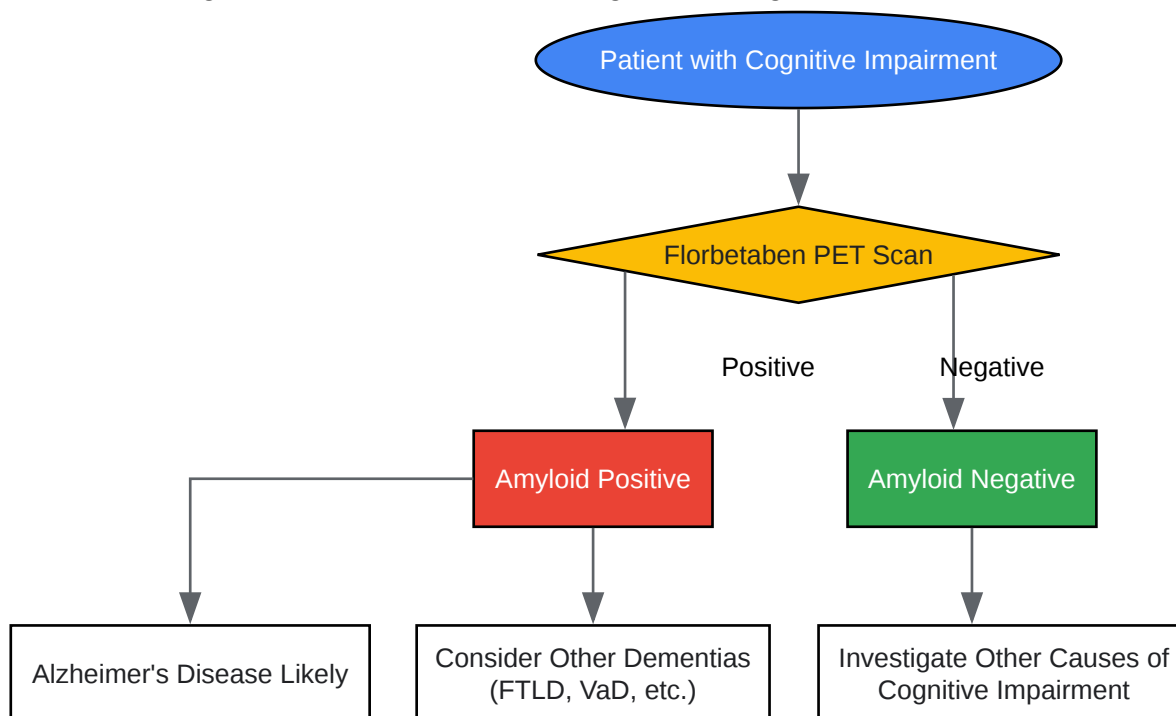 Patient with Cognitive Impairment
Florbetaben PET Scan
Positive
Negative
Amyloid Positive
Amyloid Negative
Alzheimer's Disease Likely
Consider Other Dementias
(FTLD, VaD, etc.)
Investigate Other Causes of
Cognitive Impairment